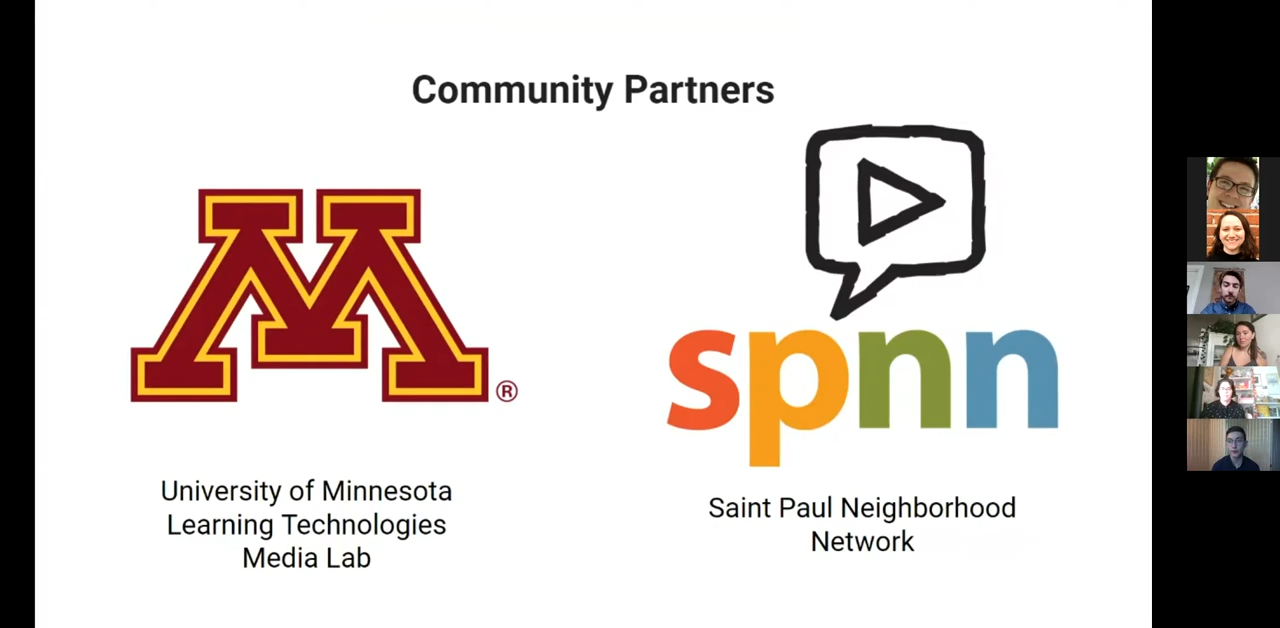 Community Partners
M
®
University of Minnesota
Learning Technologies
Media Lab
spnn
Saint Paul Neighborhood
Network